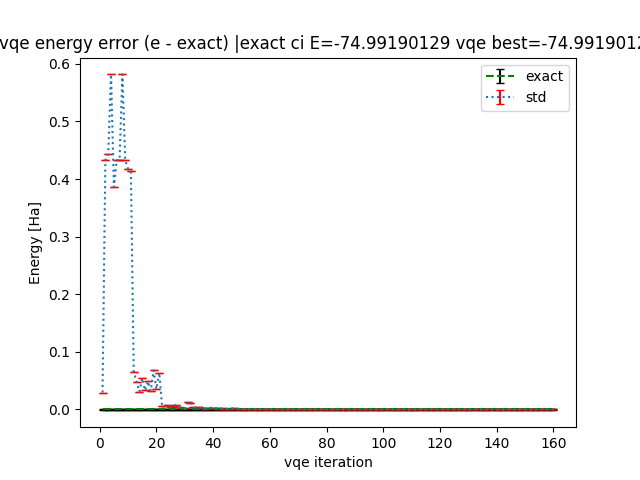 vqe energy error (e - exact) |exact ci E=-74.99190129 vqe best=-74.9919012
0.6
0.5
0.4
0.3
0.2
0.1
0.0
Energy [Ha]
exact
std
0 20 40 60 80 100 120 140 160
vqe iteration